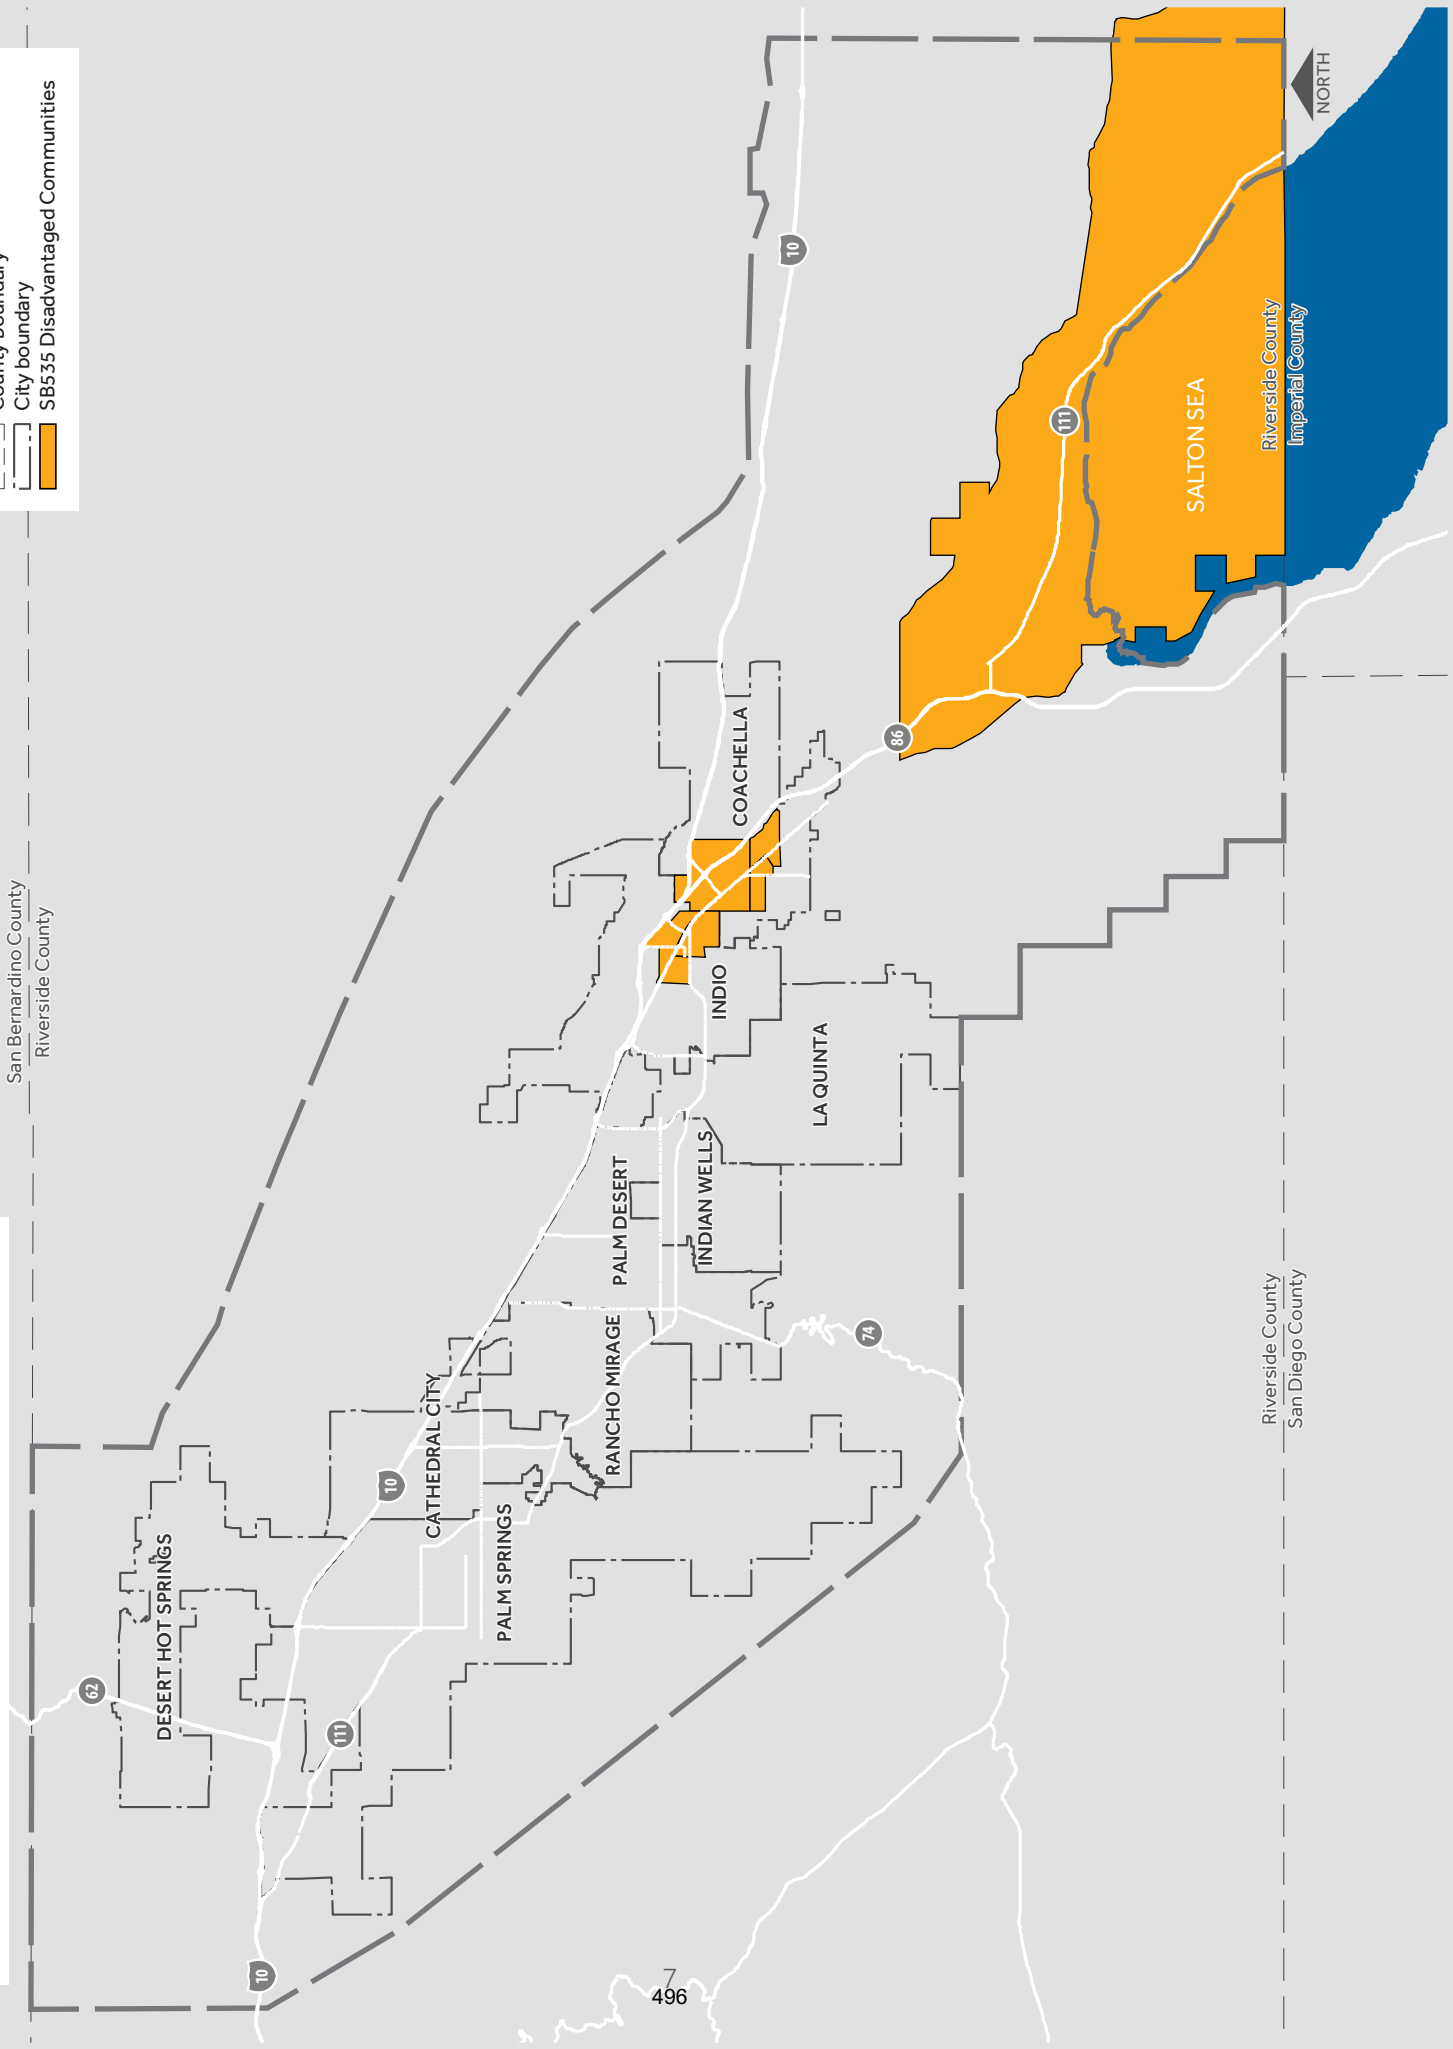 City boundary
SB535 Disadvantaged Communities
San Bernardino County
Riverside County
NORTH
10
111
SALTON SEA
Riverside County
Imperial County
86
COACHELLA
INDIO
LA QUINTA
INDIAN WELLS
PALM DESERT
RANCHO MIRAGE
74
CATHEDRAL CITY
10
PALM SPRINGS
DESERT HOT SPRINGS
62
111
10
Riverside County
San Diego County
7
496